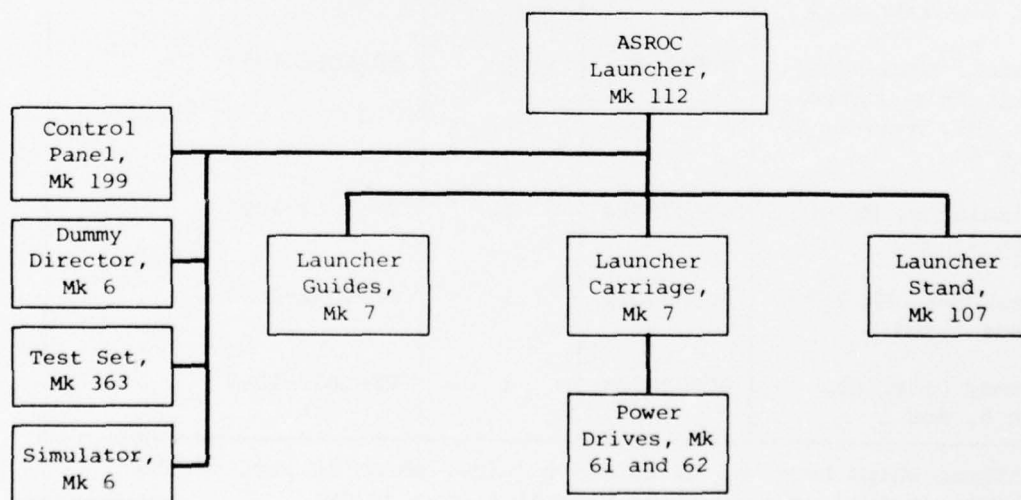 ASROC
Launcher,
Mk 112
Control
Panel,
Mk 199
Dummy
Director,
Mk 6
Test Set,
Mk 363
Simulator,
Mk 6
Launcher
Guides,
Mk 7
Launcher
Carriage,
Mk 7
Launcher
Stand,
Mk 107
Power
Drives, Mk
61 and 62